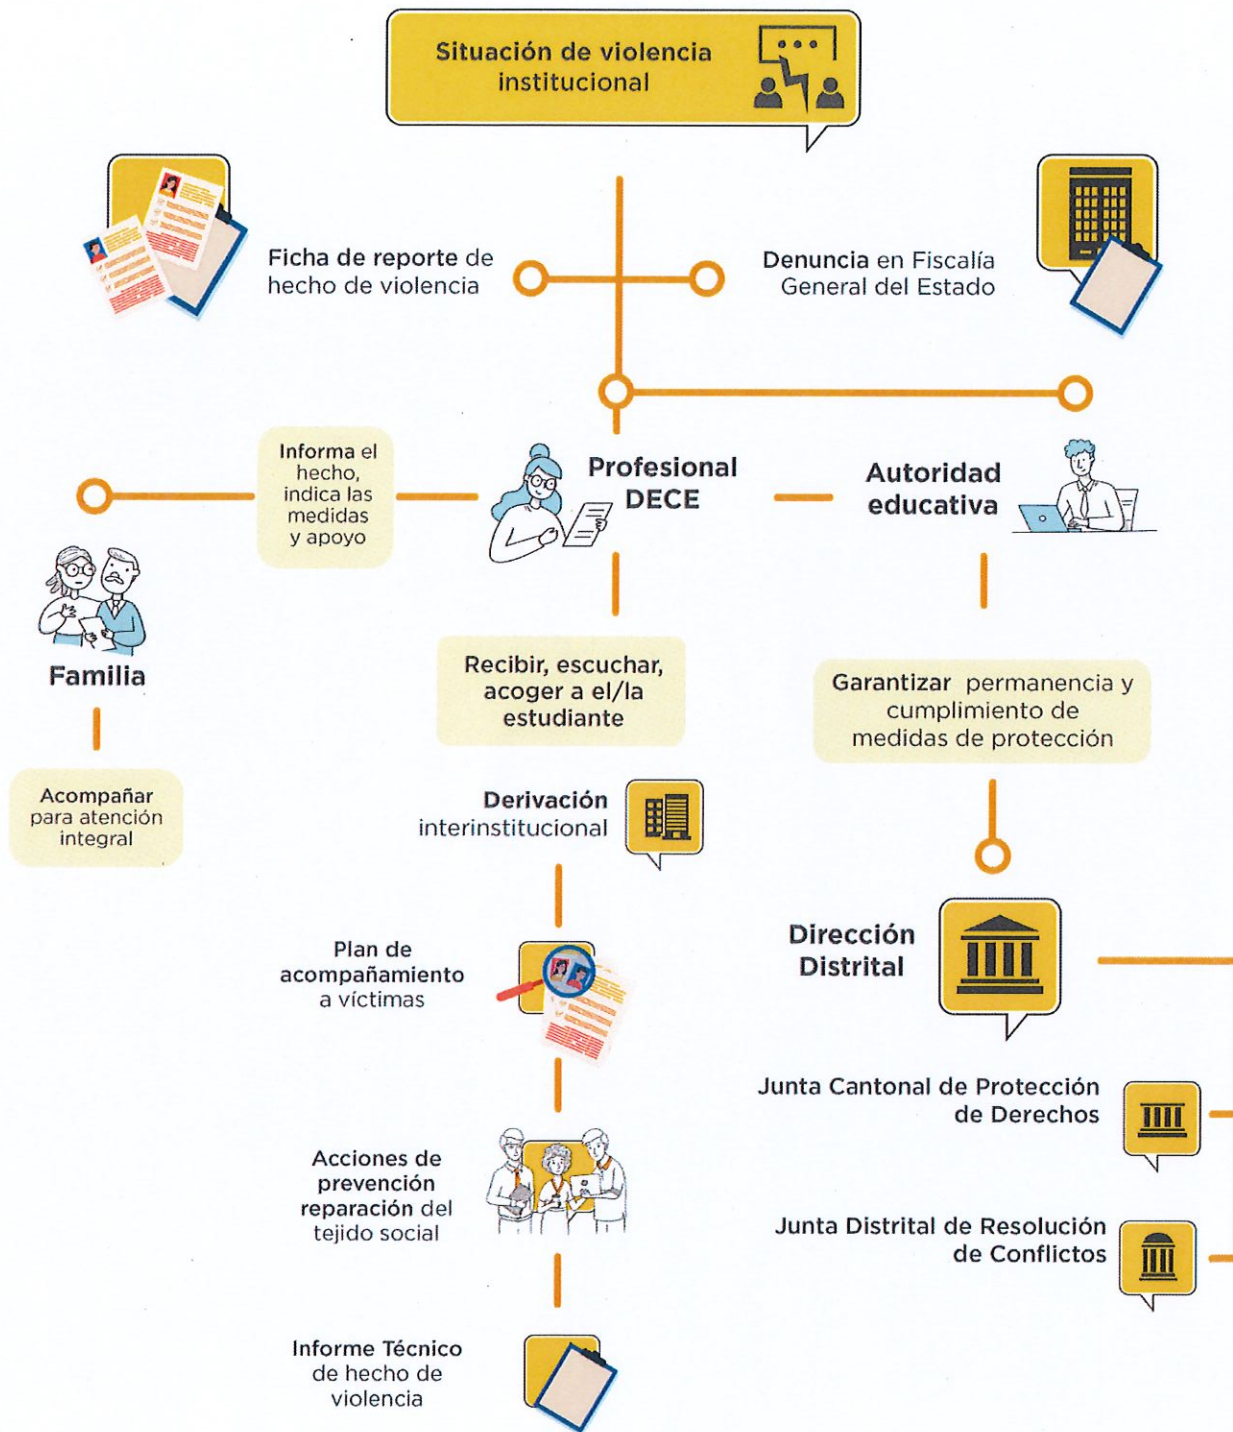 Situación de violencia
institucional
Ficha de reporte de
hecho de violencia
Denuncia en Fiscalía
General del Estado
Informa el
hecho,
indica las
medidas
y apoyo
Profesional
DECE
Autoridad
educativa
Familia
Recibir, escuchar,
acoger a el/la
estudiante
Garantizar permanencia y
cumplimiento de
medidas de protección
Acompañar
para atención
integral
Derivación
interinstitucional
Plan de
acompañamiento
a víctimas
Dirección
Distrital
Junta Cantonal de Protección
de Derechos
Acciones de
prevención
reparación del
tejido social
Junta Distrital de Resolución
de Conflictos
Informe Técnico
de hecho de
violencia